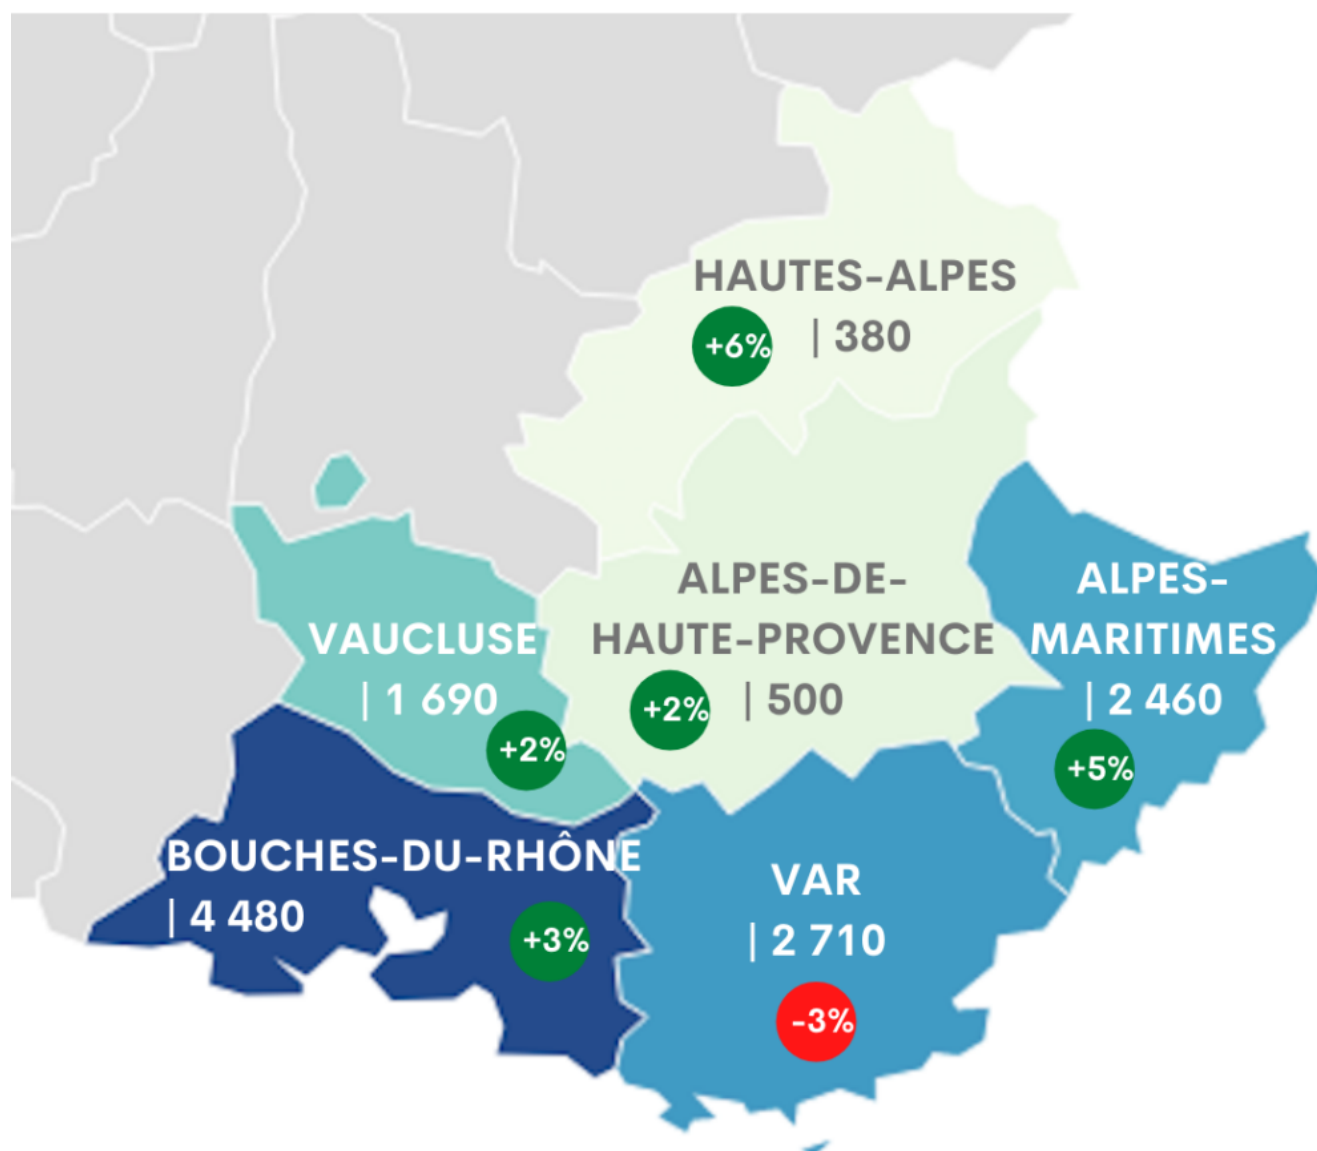 HAUTES-ALPES
+6% | 380
ALPES-DE-
HAUTE-PROVENCE
+2% | 500
ALPES-
MARITIMES
| 2 460
+5%
VAUCLUSE
| 1 690
+2%
BOUCHES-DU-RHÔNE
| 4 480
+3%
VAR
| 2 710
-3%